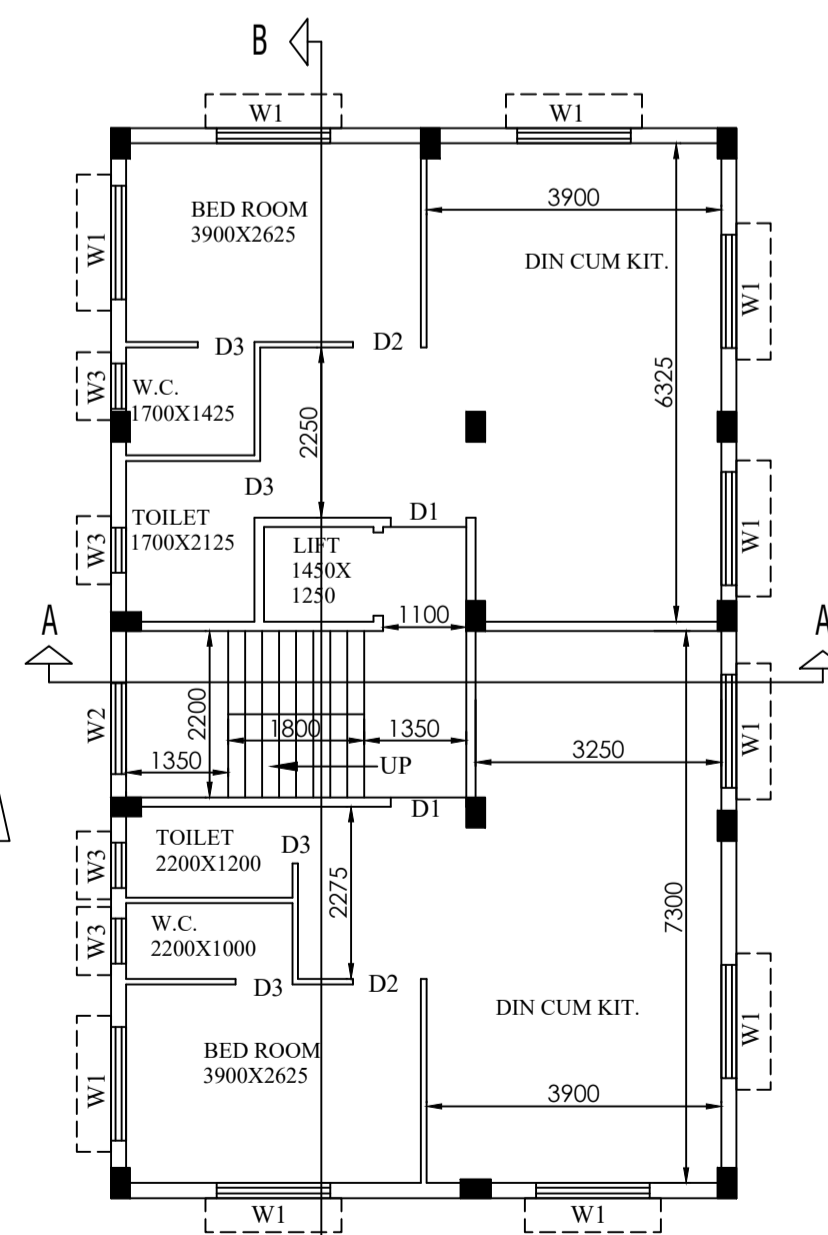 B
W1
W1
BED ROOM
3900X2625
3900
DIN CUM KIT.
W1
W1
D3
D2
W3
W.C.
1700X1425
6325
2250
D3
D1
TOILET
1700X2125
W3
LIFT
1450X
1250
W1
1100
A
A
W2
2200
1800
1350
1350
UP
3250
W1
D1
TOILET
2200X1200
D3
W3
2275
W.C.
2200X1000
W3
7300
D3
D2
DIN CUM KIT.
W1
BED ROOM
3900X2625
W1
3900
W1
W1